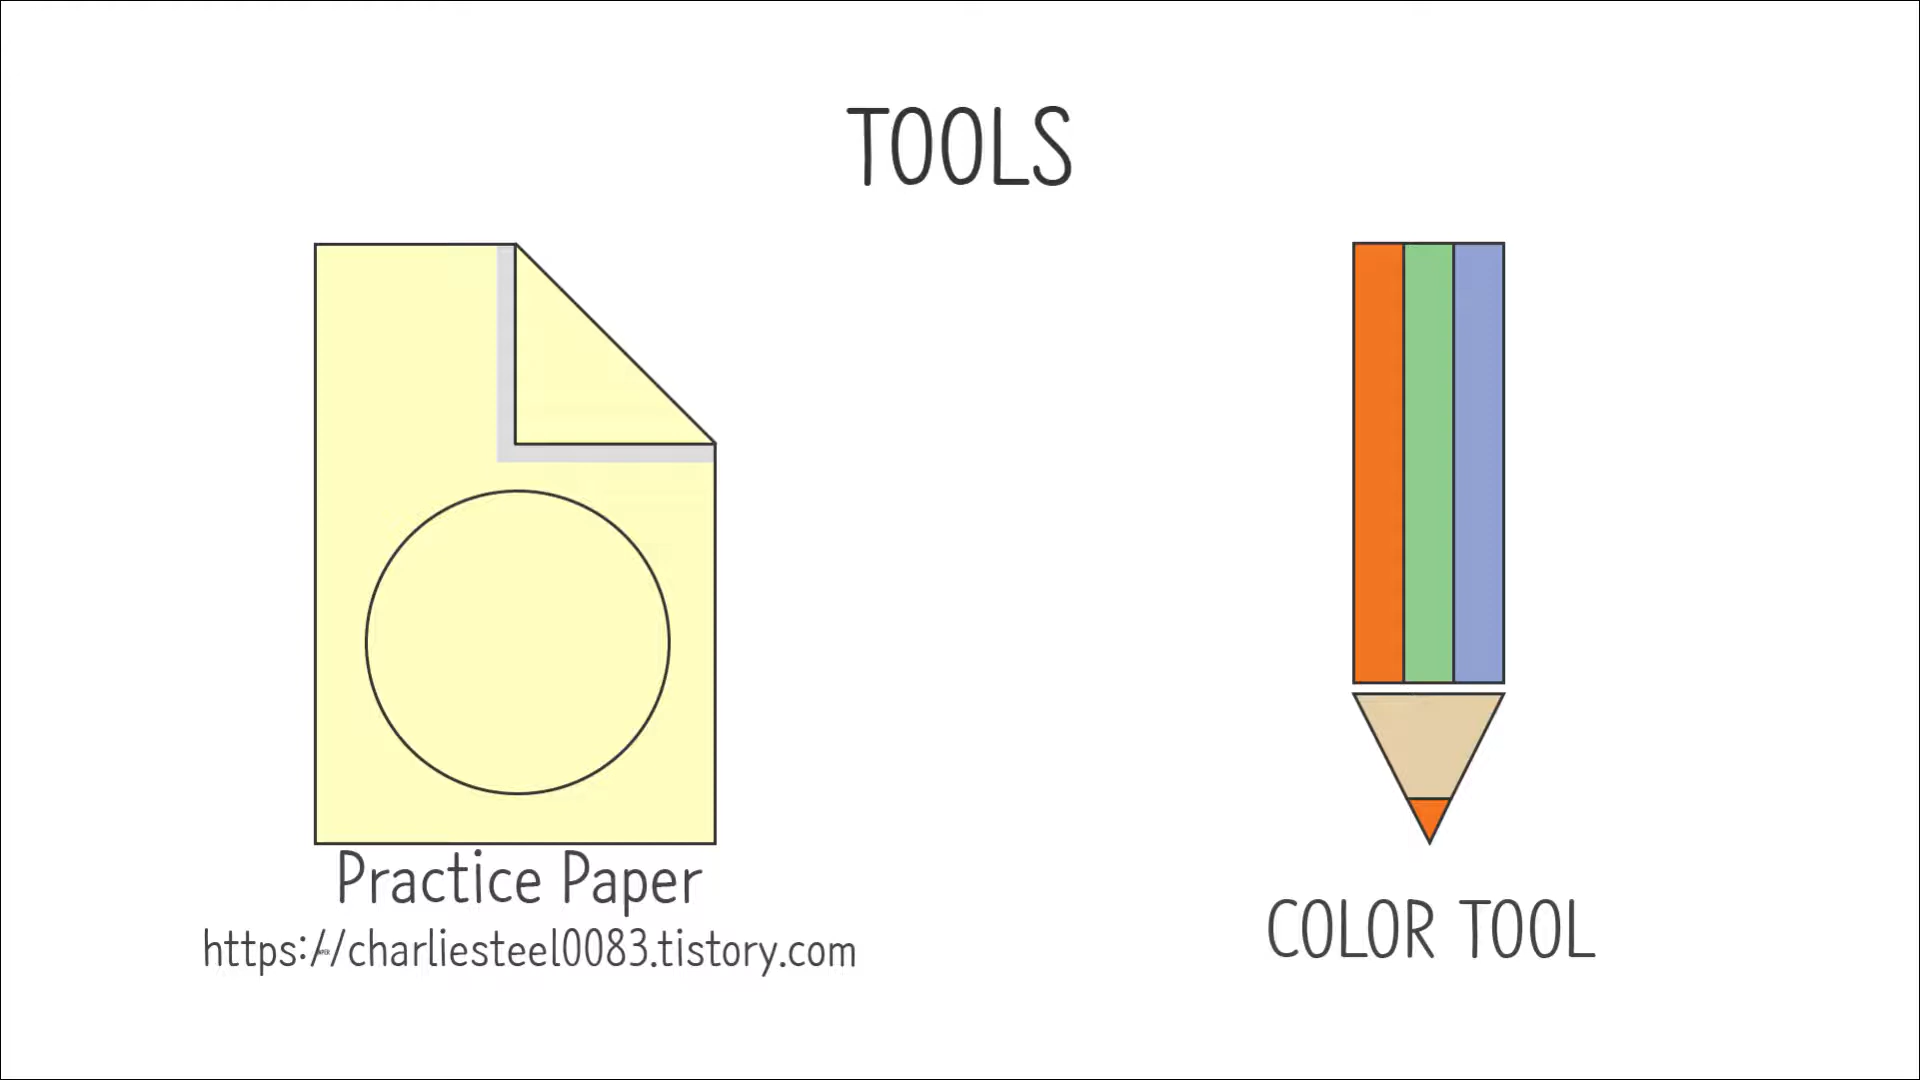 TOOLS
Practice Paper
https://charliesteel0083.tistory.com
COLOR TOOL